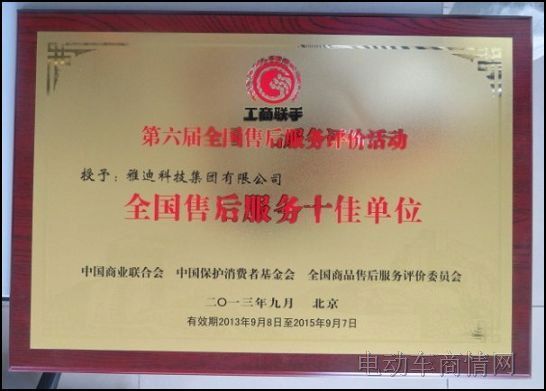 工商联手
第六届全国售后服务评价活动
授予：雅迪科技集团有限公司
全国售后服务十佳单位
中国商业联合会 中国保护消费者基金会 全国商品售后服务评价委员会
二〇一三年九月 北京
有效期2013年9月8日至2015年9月7日
电动车商情网